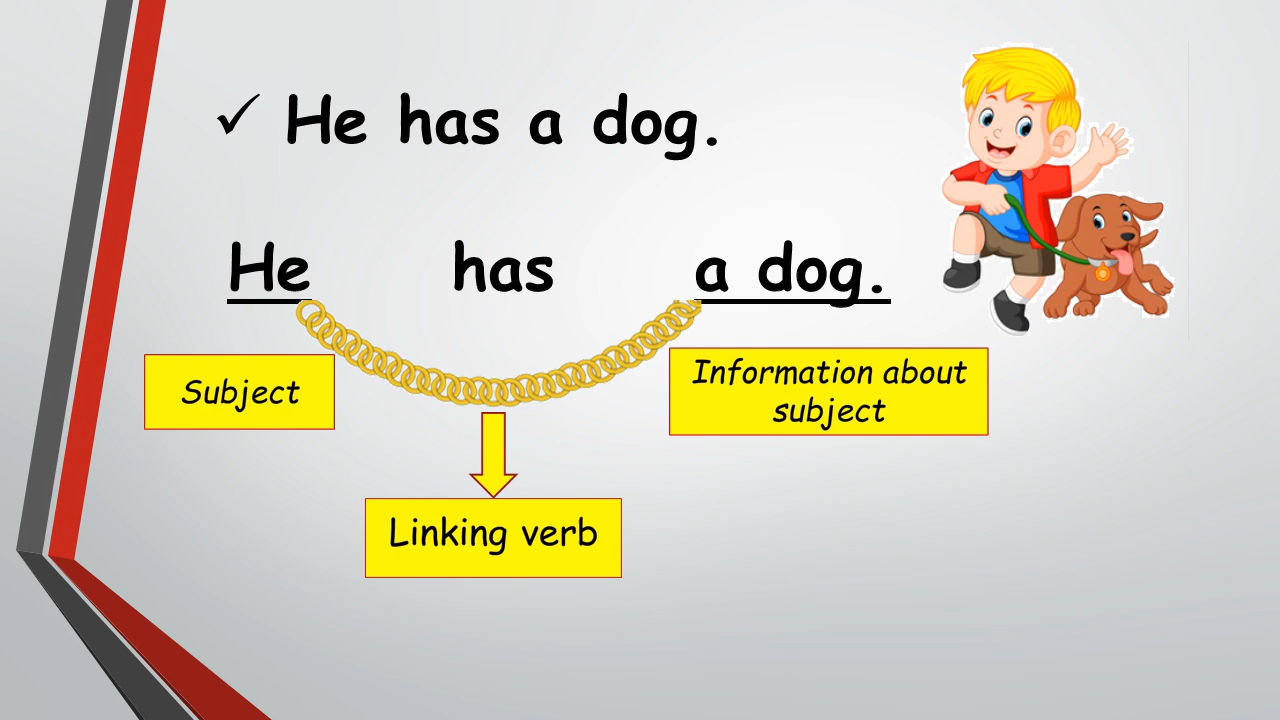 ✓ He has a dog.
He has a dog.
Subject
Information about
subject
Linking verb